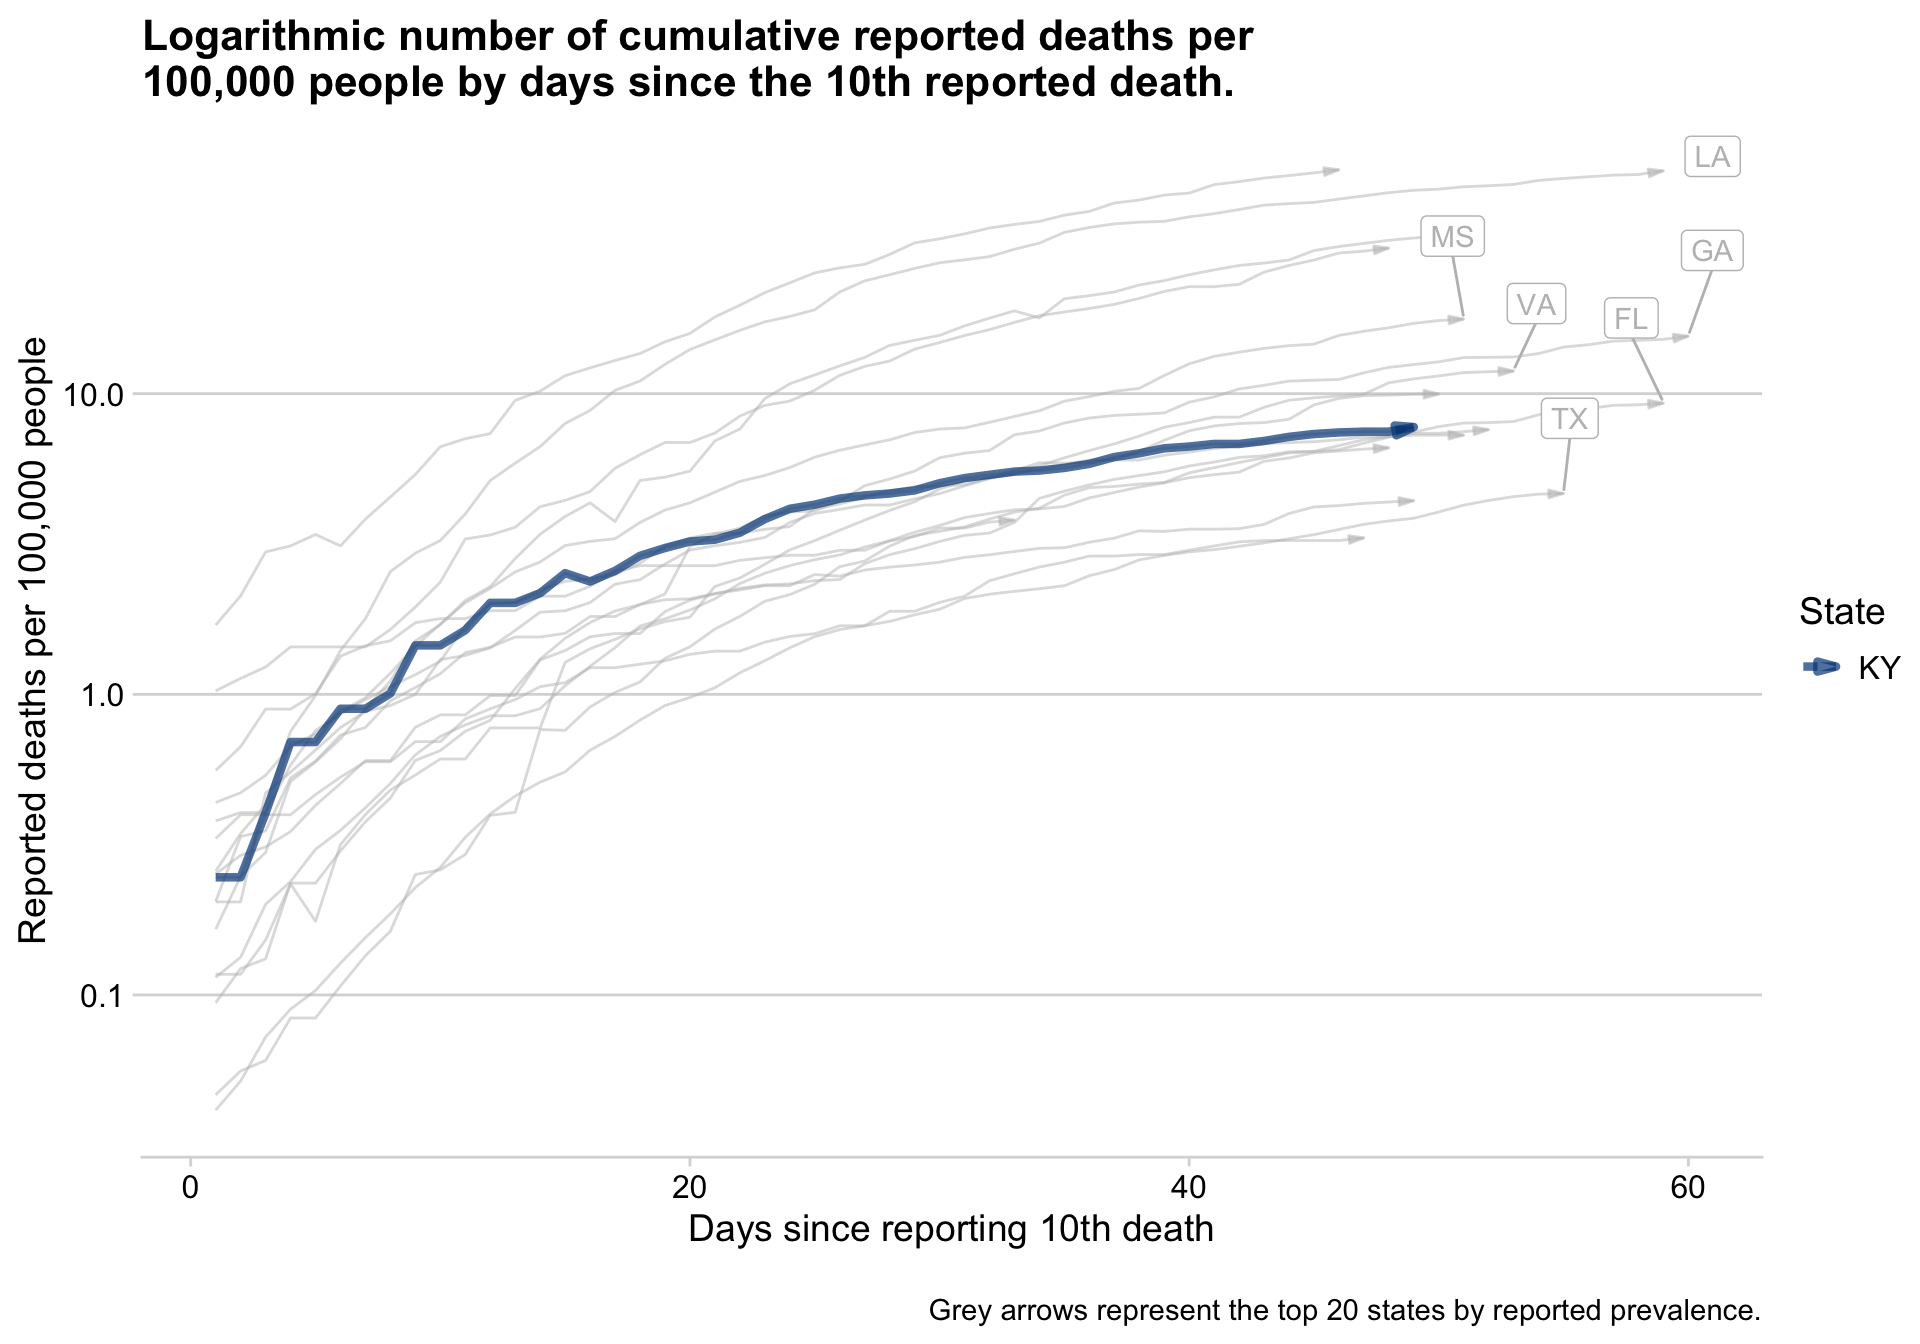 Logarithmic number of cumulative reported deaths per
100,000 people by days since the 10th reported death.
LA
MS
GA
VA
FL
TX
10.0
1.0
0.1
Reported deaths per 100,000 people
State
KY
0
20
40
60
Days since reporting 10th death
Grey arrows represent the top 20 states by reported prevalence.